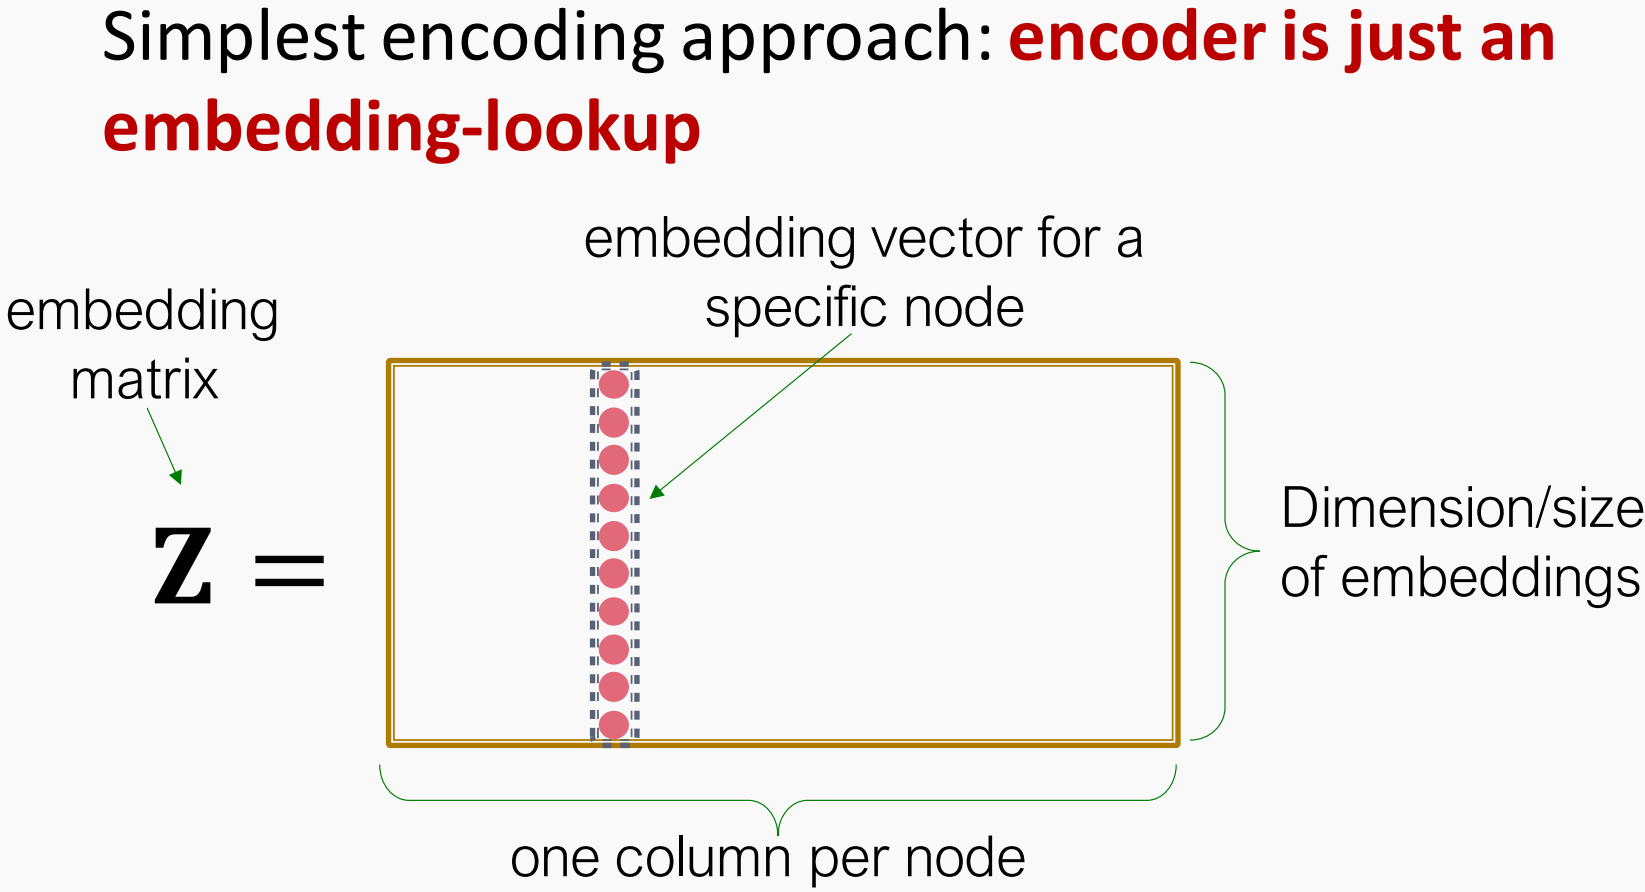 Simplest encoding approach: encoder is just an
embedding-lookup
embedding vector for a
specific node
embedding
matrix
Z =
Dimension/size
of embeddings
one column per node